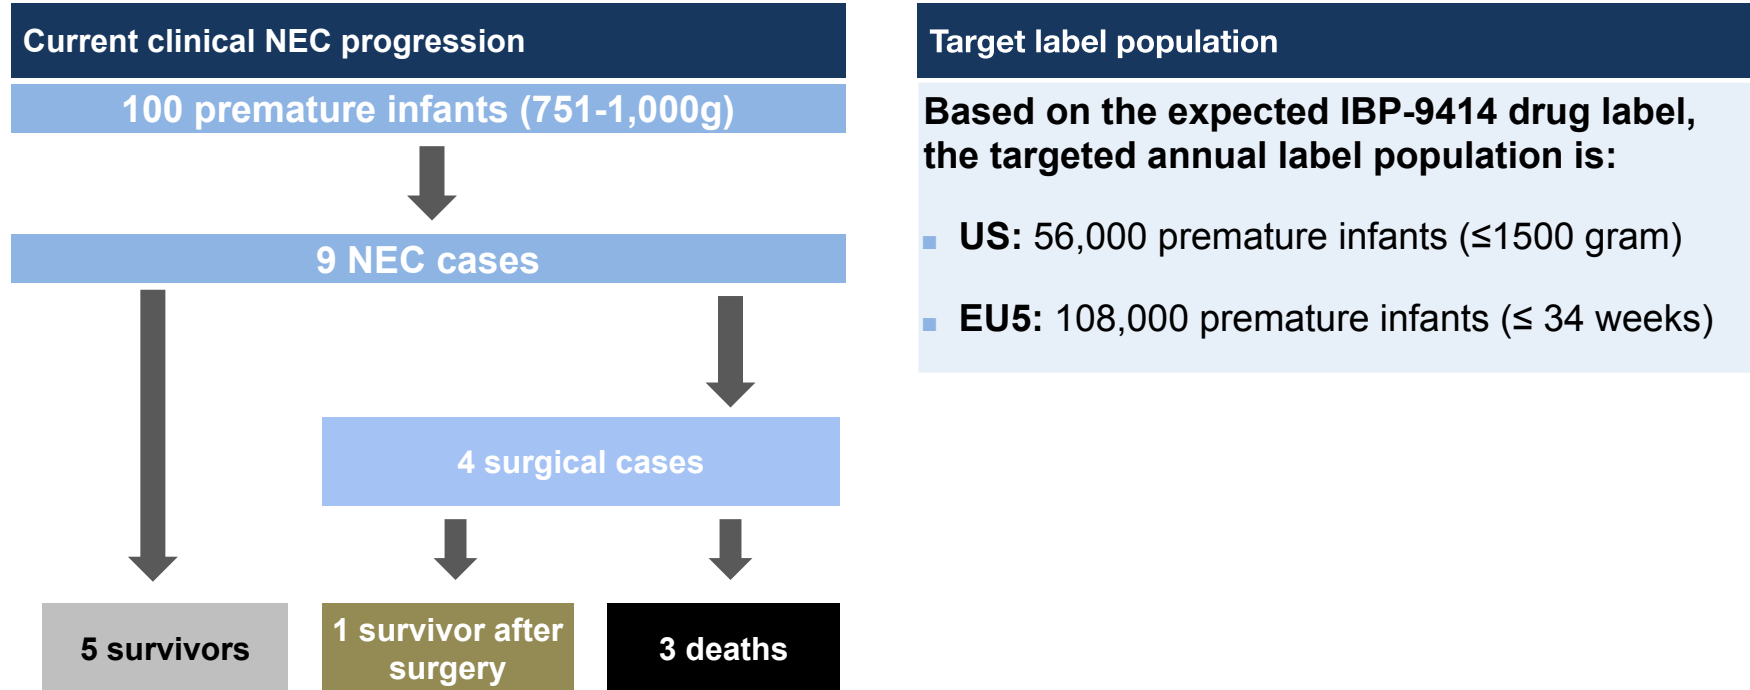 Current clinical NEC progression
100 premature infants (751-1,000g)
9 NEC cases
4 surgical cases
5 survivors
1 survivor after
surgery
3 deaths
Target label population
Based on the expected IBP-9414 drug label,
the targeted annual label population is:
US: 56,000 premature infants (≤1500 gram)
EU5: 108,000 premature infants (≤ 34 weeks)